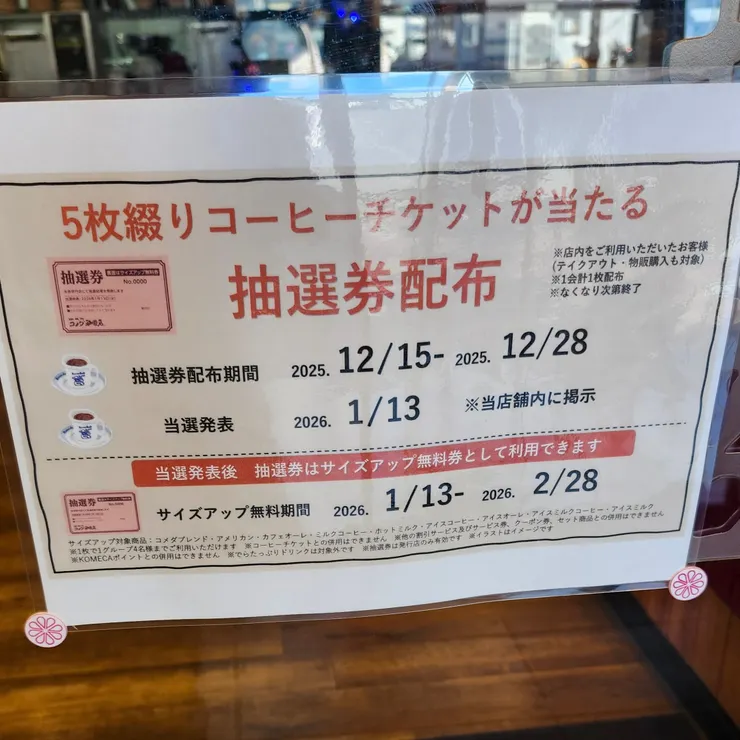 5枚綴りコーヒーチケットが当たる
抽選券配布
※店内をご利用いただいたお客様
(テイクアウト・物販購入も対象)
※1会計1枚配布
※なくなり次第終了
抽選券
No.0000
抽選券配布期間 2025. 12/15- 2025. 12/28
当選発表 2026. 1/13 ※当店舗内に掲示
当選発表後 抽選券はサイズアップ無料券として利用できます
抽選券
サイズアップ無料期間 2026. 1/13- 2026. 2/28
サイズアップ対象商品：コメダブレンド・アメリカン・カフェオーレ・ミルクコーヒー・ホットミルク・アイスコーヒー・アイスオーレ・アイスミルクコーヒー・アイスミルク
※1枚で1グループ4名様までご利用いただけます ※コーヒーチケットとの併用はできません ※他の割引サービス及びサービス券、クーポン券、セット商品との併用はできません
※KOMECAポイントとの併用はできません ※でらたっぷりドリンクは対象外です ※抽選券は発行店のみ有効です ※イラストはイメージです